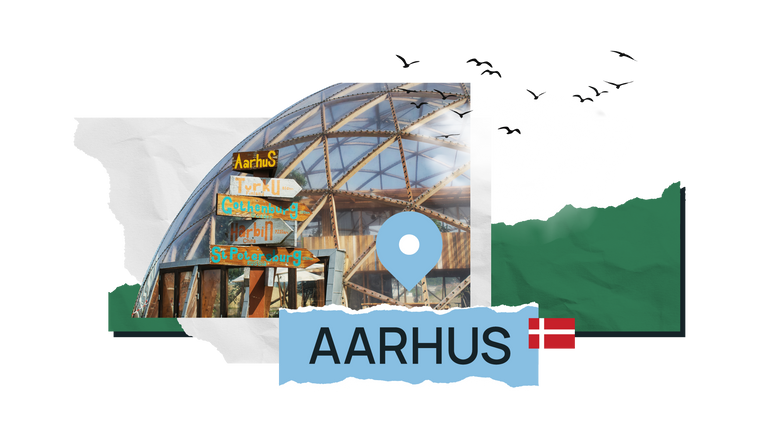 AarhuS
TurkU
Gothenburg
HarbiN
St Petersburg
AARHUS